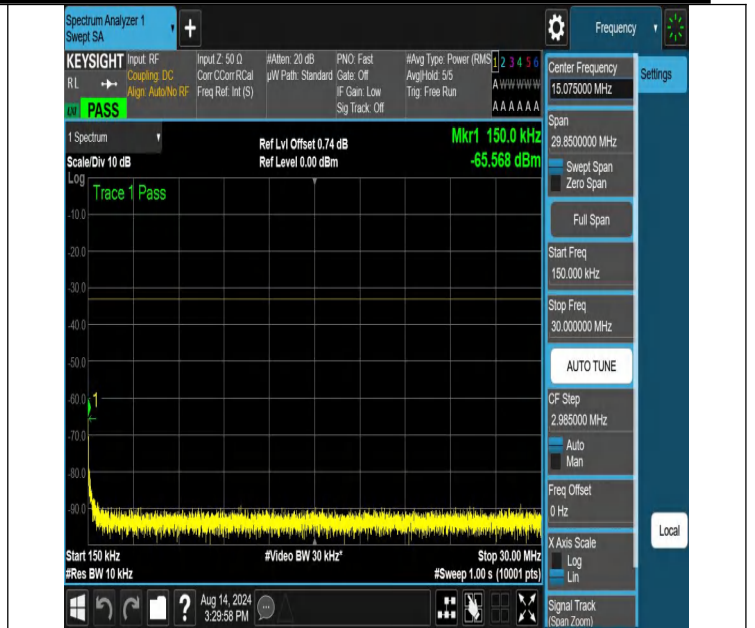 Spectrum Analyzer 1
Swept SA
+
Frequency
KEYSIGHT
RL
PASS
Input: RF
Coupling: DC
Align: Auto/No RF
Input Z: 50 Ω
Corr CCorr RCal
Freq Ref: Int (S)
#Atten: 20 dB
µW Path: Standard
PNO: Fast
Gate: Off
IF Gain: Low
Sig Track: Off
#Avg Type: Power (RMS
Avg|Hold: 5/5
Trig: Free Run
1 2 3 4 5 6
A W W W W W
A A A A A A
Center Frequency
15.075000 MHz
Settings
1 Spectrum
Scale/Div 10 dB
Ref Lvl Offset 0.74 dB
Ref Level 0.00 dBm
Mkr1 150.0 kHz
-65.568 dBm
Log
Trace 1 Pass
-10.0
-20.0
-30.0
-40.0
-50.0
-60.0
1
-70.0
-80.0
-90.0
Start 150 kHz
#Res BW 10 kHz
#Video BW 30 kHz*
Stop 30.00 MHz
#Sweep 1.00 s (10001 pts)
Span
29.8500000 MHz
Swept Span
Zero Span
Full Span
Start Freq
150.000 kHz
Stop Freq
30.000000 MHz
AUTO TUNE
CF Step
2.985000 MHz
Auto
Man
Freq Offset
0 Hz
X Axis Scale
Log
Lin
Local
Signal Track
(Span Zoom)
?
Aug 14, 2024
3:29:58 PM